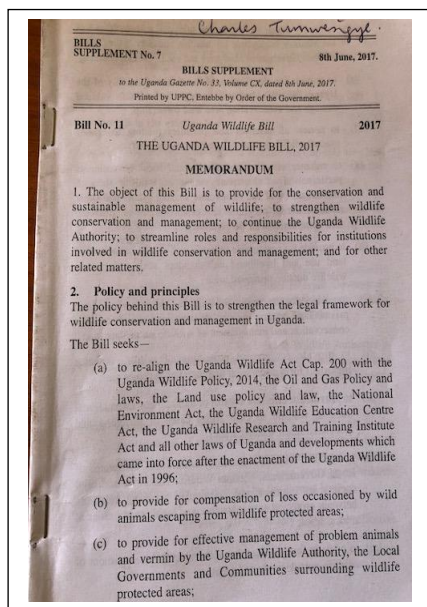 Charles Tumwesigye.
BILLS
SUPPLEMENT No. 7
8th June, 2017.
BILLS SUPPLEMENT
to the Uganda Gazette No. 33, Volume CX, dated 8th June, 2017.
Printed by UPPC, Entebbe by Order of the Government.
Bill No. 11 Uganda Wildlife Bill 2017
THE UGANDA WILDLIFE BILL, 2017
MEMORANDUM
1. The object of this Bill is to provide for the conservation and
sustainable management of wildlife; to strengthen wildlife
conservation and management; to continue the Uganda Wildlife
Authority; to streamline roles and responsibilities for institutions
involved in wildlife conservation and management; and for other
related matters.
2. Policy and principles
The policy behind this Bill is to strengthen the legal framework for
wildlife conservation and management in Uganda.
The Bill seeks—
(a) to re-align the Uganda Wildlife Act Cap. 200 with the
Uganda Wildlife Policy, 2014, the Oil and Gas Policy and
laws, the Land use policy and law, the National
Environment Act, the Uganda Wildlife Education Centre
Act, the Uganda Wildlife Research and Training Institute
Act and all other laws of Uganda and developments which
came into force after the enactment of the Uganda Wildlife
Act in 1996;
(b) to provide for compensation of loss occasioned by wild
animals escaping from wildlife protected areas;
(c) to provide for effective management of problem animals
and vermin by the Uganda Wildlife Authority, the Local
Governments and Communities surrounding wildlife
protected areas;